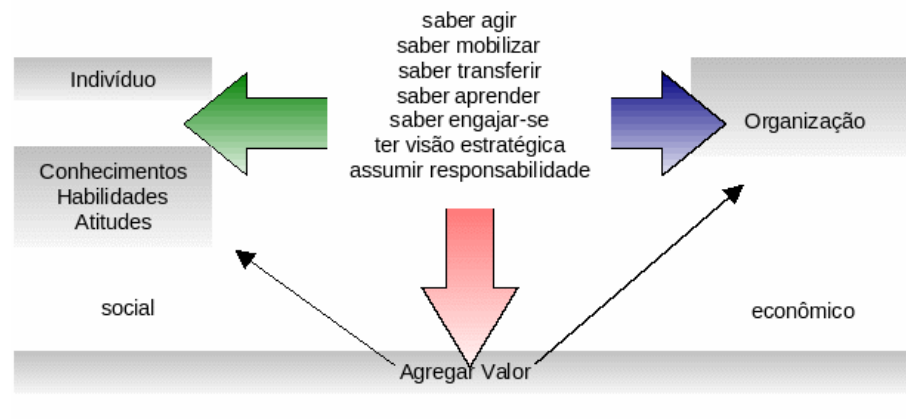 saber agir
saber mobilizar
saber transferir
saber aprender
saber engajar-se
ter visão estratégica
assumir responsabilidade
Indivíduo
Conhecimentos
Habilidades
Atitudes
social
Organização
econômico
Agregar Valor